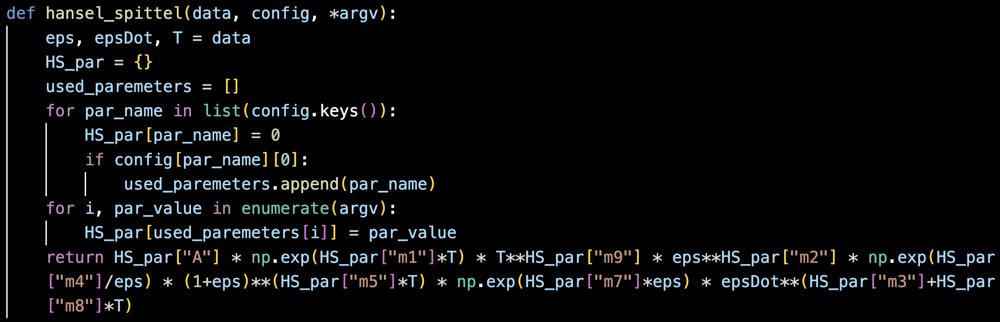 def hansel_spittel(data, config, *argv):
    eps, epsDot, T = data
    HS_par = {}
    used_paremeters = []
    for par_name in list(config.keys()):
        HS_par[par_name] = 0
        if config[par_name][0]:
            used_paremeters.append(par_name)
    for i, par_value in enumerate(argv):
        HS_par[used_paremeters[i]] = par_value
    return HS_par["A"] * np.exp(HS_par["m1"]*T) * T**HS_par["m9"] * eps**HS_par["m2"] * np.exp(HS_par
    ["m4"]/eps) * (1+eps)**(HS_par["m5"]*T) * np.exp(HS_par["m7"]*eps) * epsDot**(HS_par["m3"]+HS_par
    ["m8"]*T)